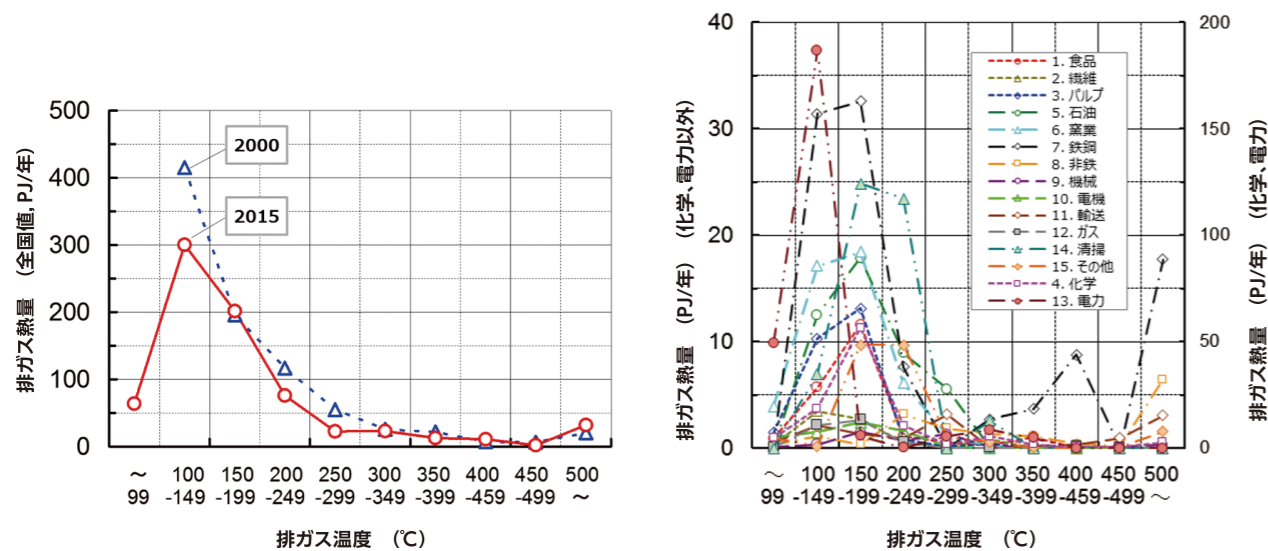 500
400
300
200
100
0
排ガス熱量 (全国値, PJ/年)
2000
2015
～ 100 150 200 250 300 350 400 450 500
99 -149 -199 -249 -299 -349 -399 -459 -499 ～
排ガス温度 (℃)
40
30
20
10
0
排ガス熱量 (PJ/年) (化学、電力以外)
1. 食品
2. 繊維
3. パルプ
5. 石油
6. 窯業
7. 鉄鋼
8. 非鉄
9. 機械
10. 電機
11. 輸送
12. ガス
14. 清掃
15. その他
4. 化学
13. 電力
200
150
100
50
0
排ガス熱量 (PJ/年) (化学、電力)
～ 100 150 200 250 300 350 400 450 500
99 -149 -199 -249 -299 -349 -399 -459 -499 ～
排ガス温度 (℃)